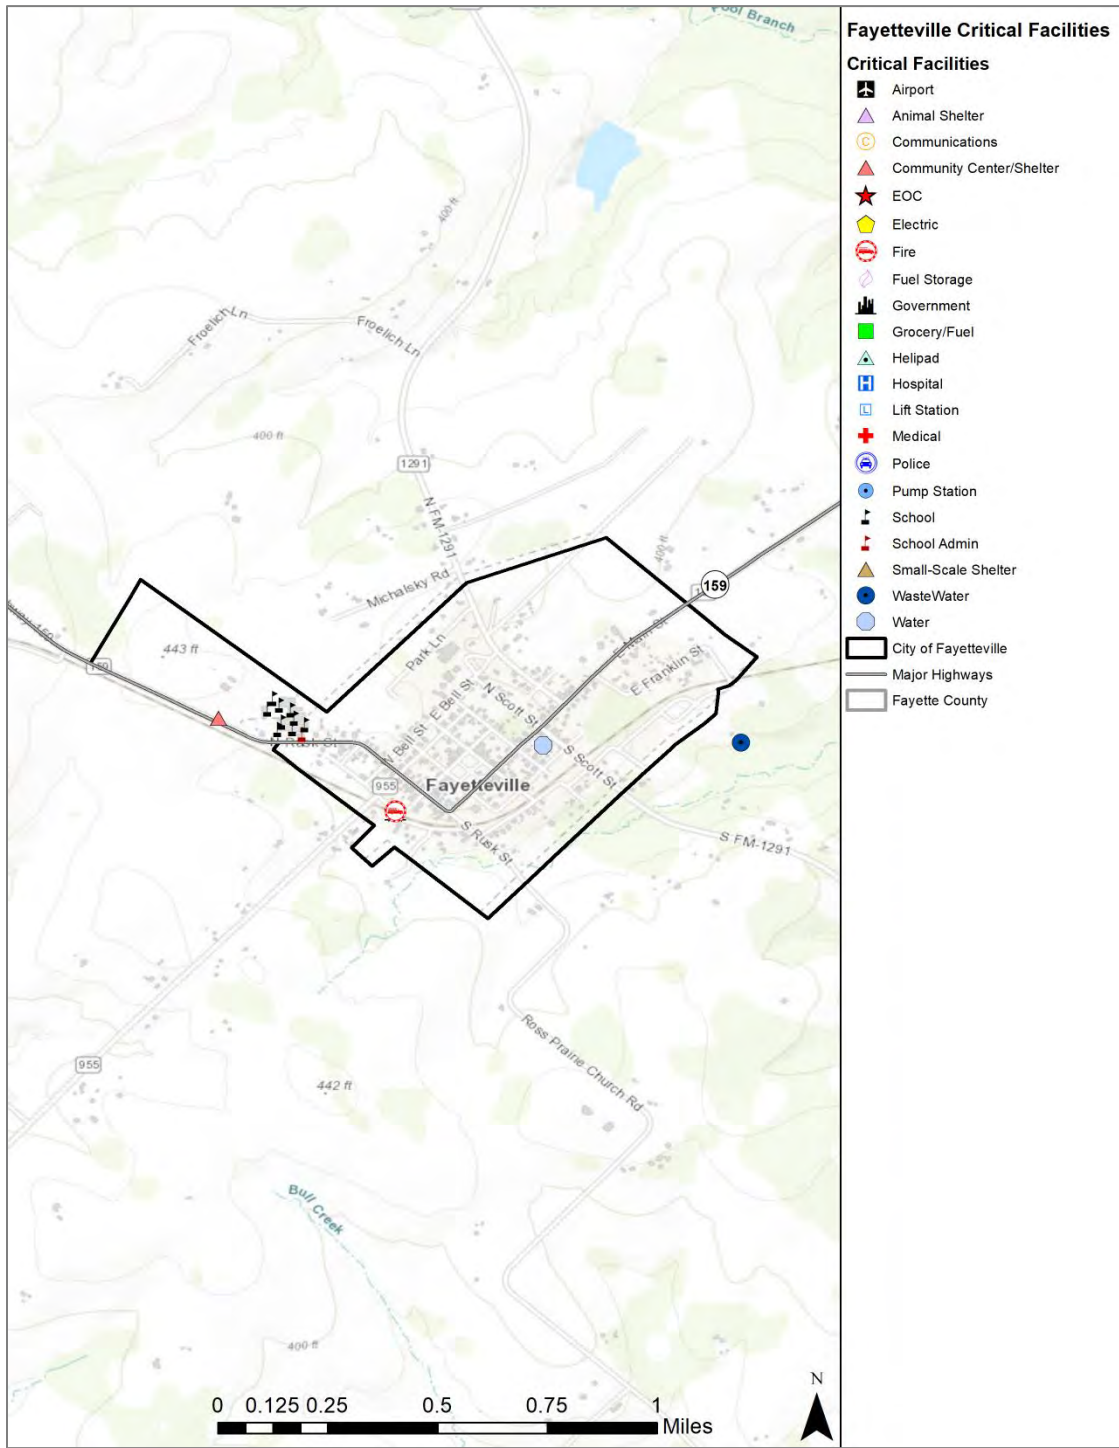 Pool Branch
400 ft
Froelich Ln
Froelich Ln
400 ft
1291
N FM-1291
400 ft
159
Michalsky Rd
Park Ln
443 ft
159
E Main St
E Franklin St
N Scott St
E Bell St
N Bell St
N Rusk St
S Scott St
955
Fayetteville
S Rusk St
S FM-1291
Ross Prairie Church Rd
955
442 ft
Bull Creek
400 ft
0 0.125 0.25 0.5 0.75 1
Miles
N
Fayetteville Critical Facilities
Critical Facilities
Airport
Animal Shelter
C
Communications
Community Center/Shelter
EOC
Electric
Fire
Fuel Storage
Government
Grocery/Fuel
Helipad
H
Hospital
L
Lift Station
Medical
Police
Pump Station
School
School Admin
Small-Scale Shelter
WasteWater
Water
City of Fayetteville
Major Highways
Fayette County